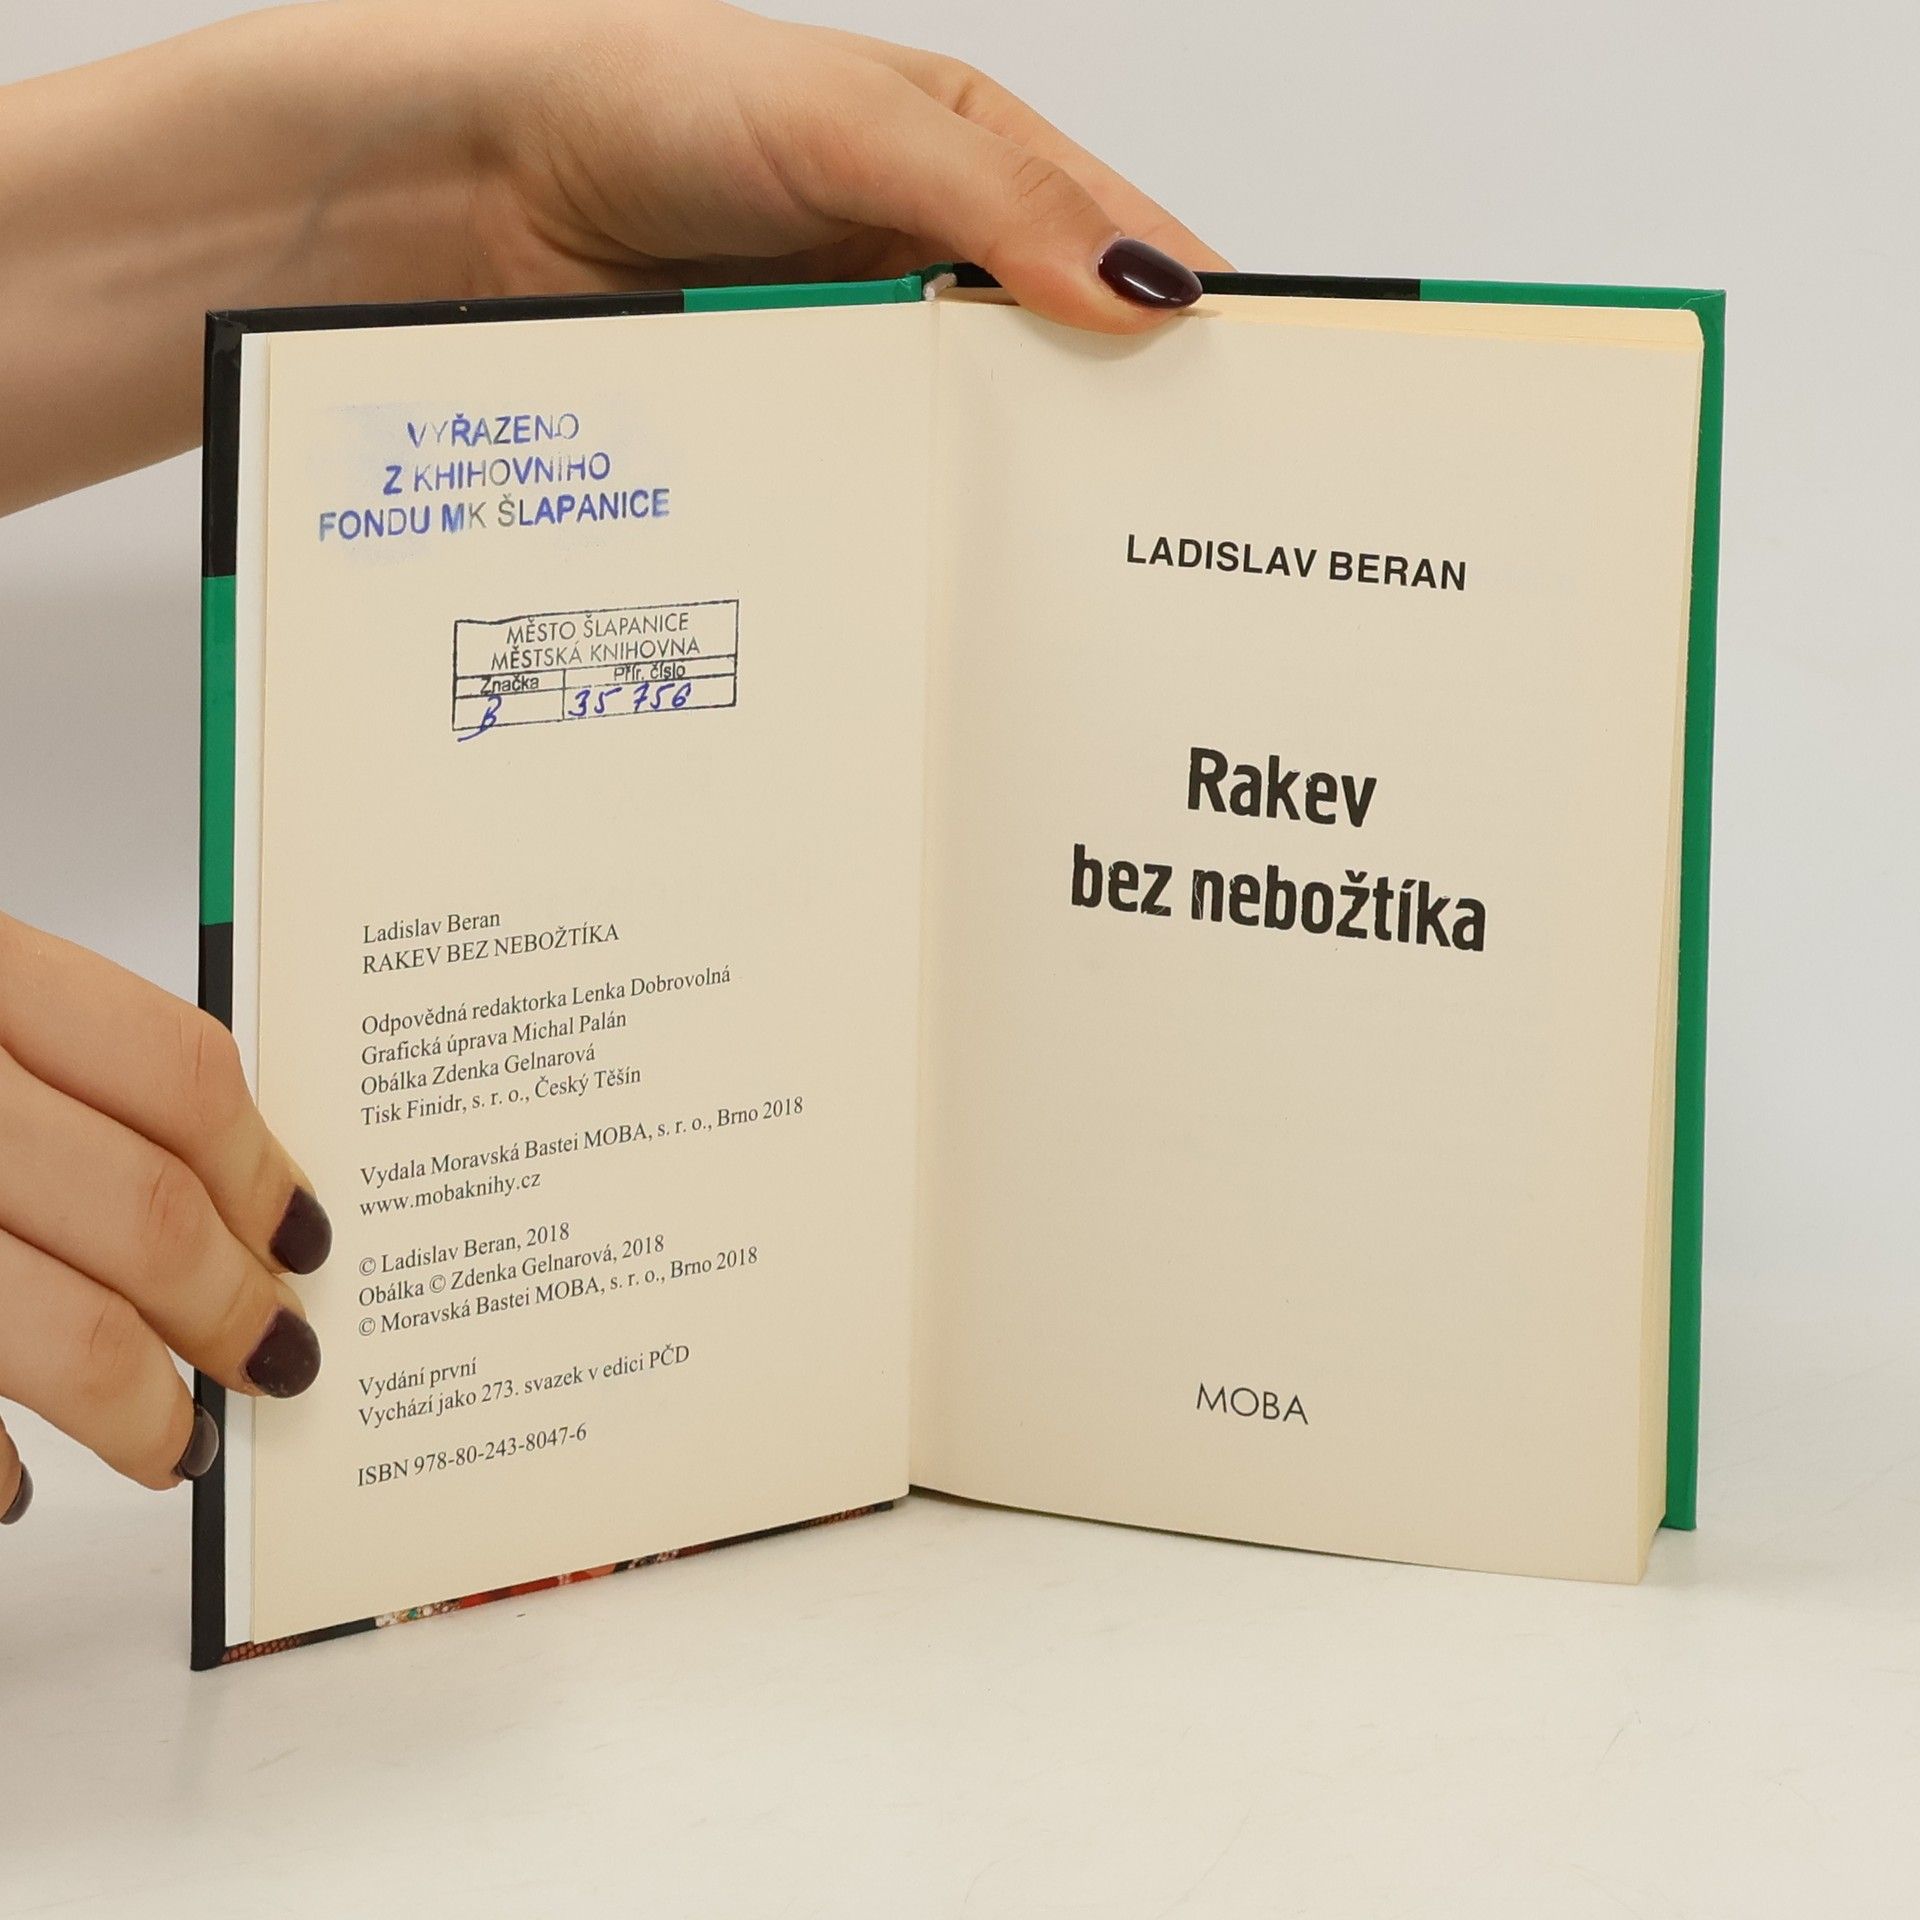 VYŘAZENO
Z KHIHOVNIHO
FONDU MK ŠLAPANICE
MĚSTO ŠLAPANICE
MĚSTSKÁ KNIHOVNA
Značka Přír. číslo
B 35 756
Ladislav Beran
RAKEV BEZ NEBOŽTÍKA
Odpovědná redaktorka Lenka Dobrovolná
Grafická úprava Michal Palán
Obálka Zdenka Gelnarová
Tisk Finidr, s. r. o., Český Těšín
Vydala Moravská Bastei MOBA, s. r. o., Brno 2018
www.mobaknihy.cz
© Ladislav Beran, 2018
Obálka © Zdenka Gelnarová, 2018
© Moravská Bastei MOBA, s. r. o., Brno 2018
Vydání první
Vychází jako 273. svazek v edici PČD
ISBN 978-80-243-8047-6
LADISLAV BERAN
Rakev
bez nebožtíka
MOBA